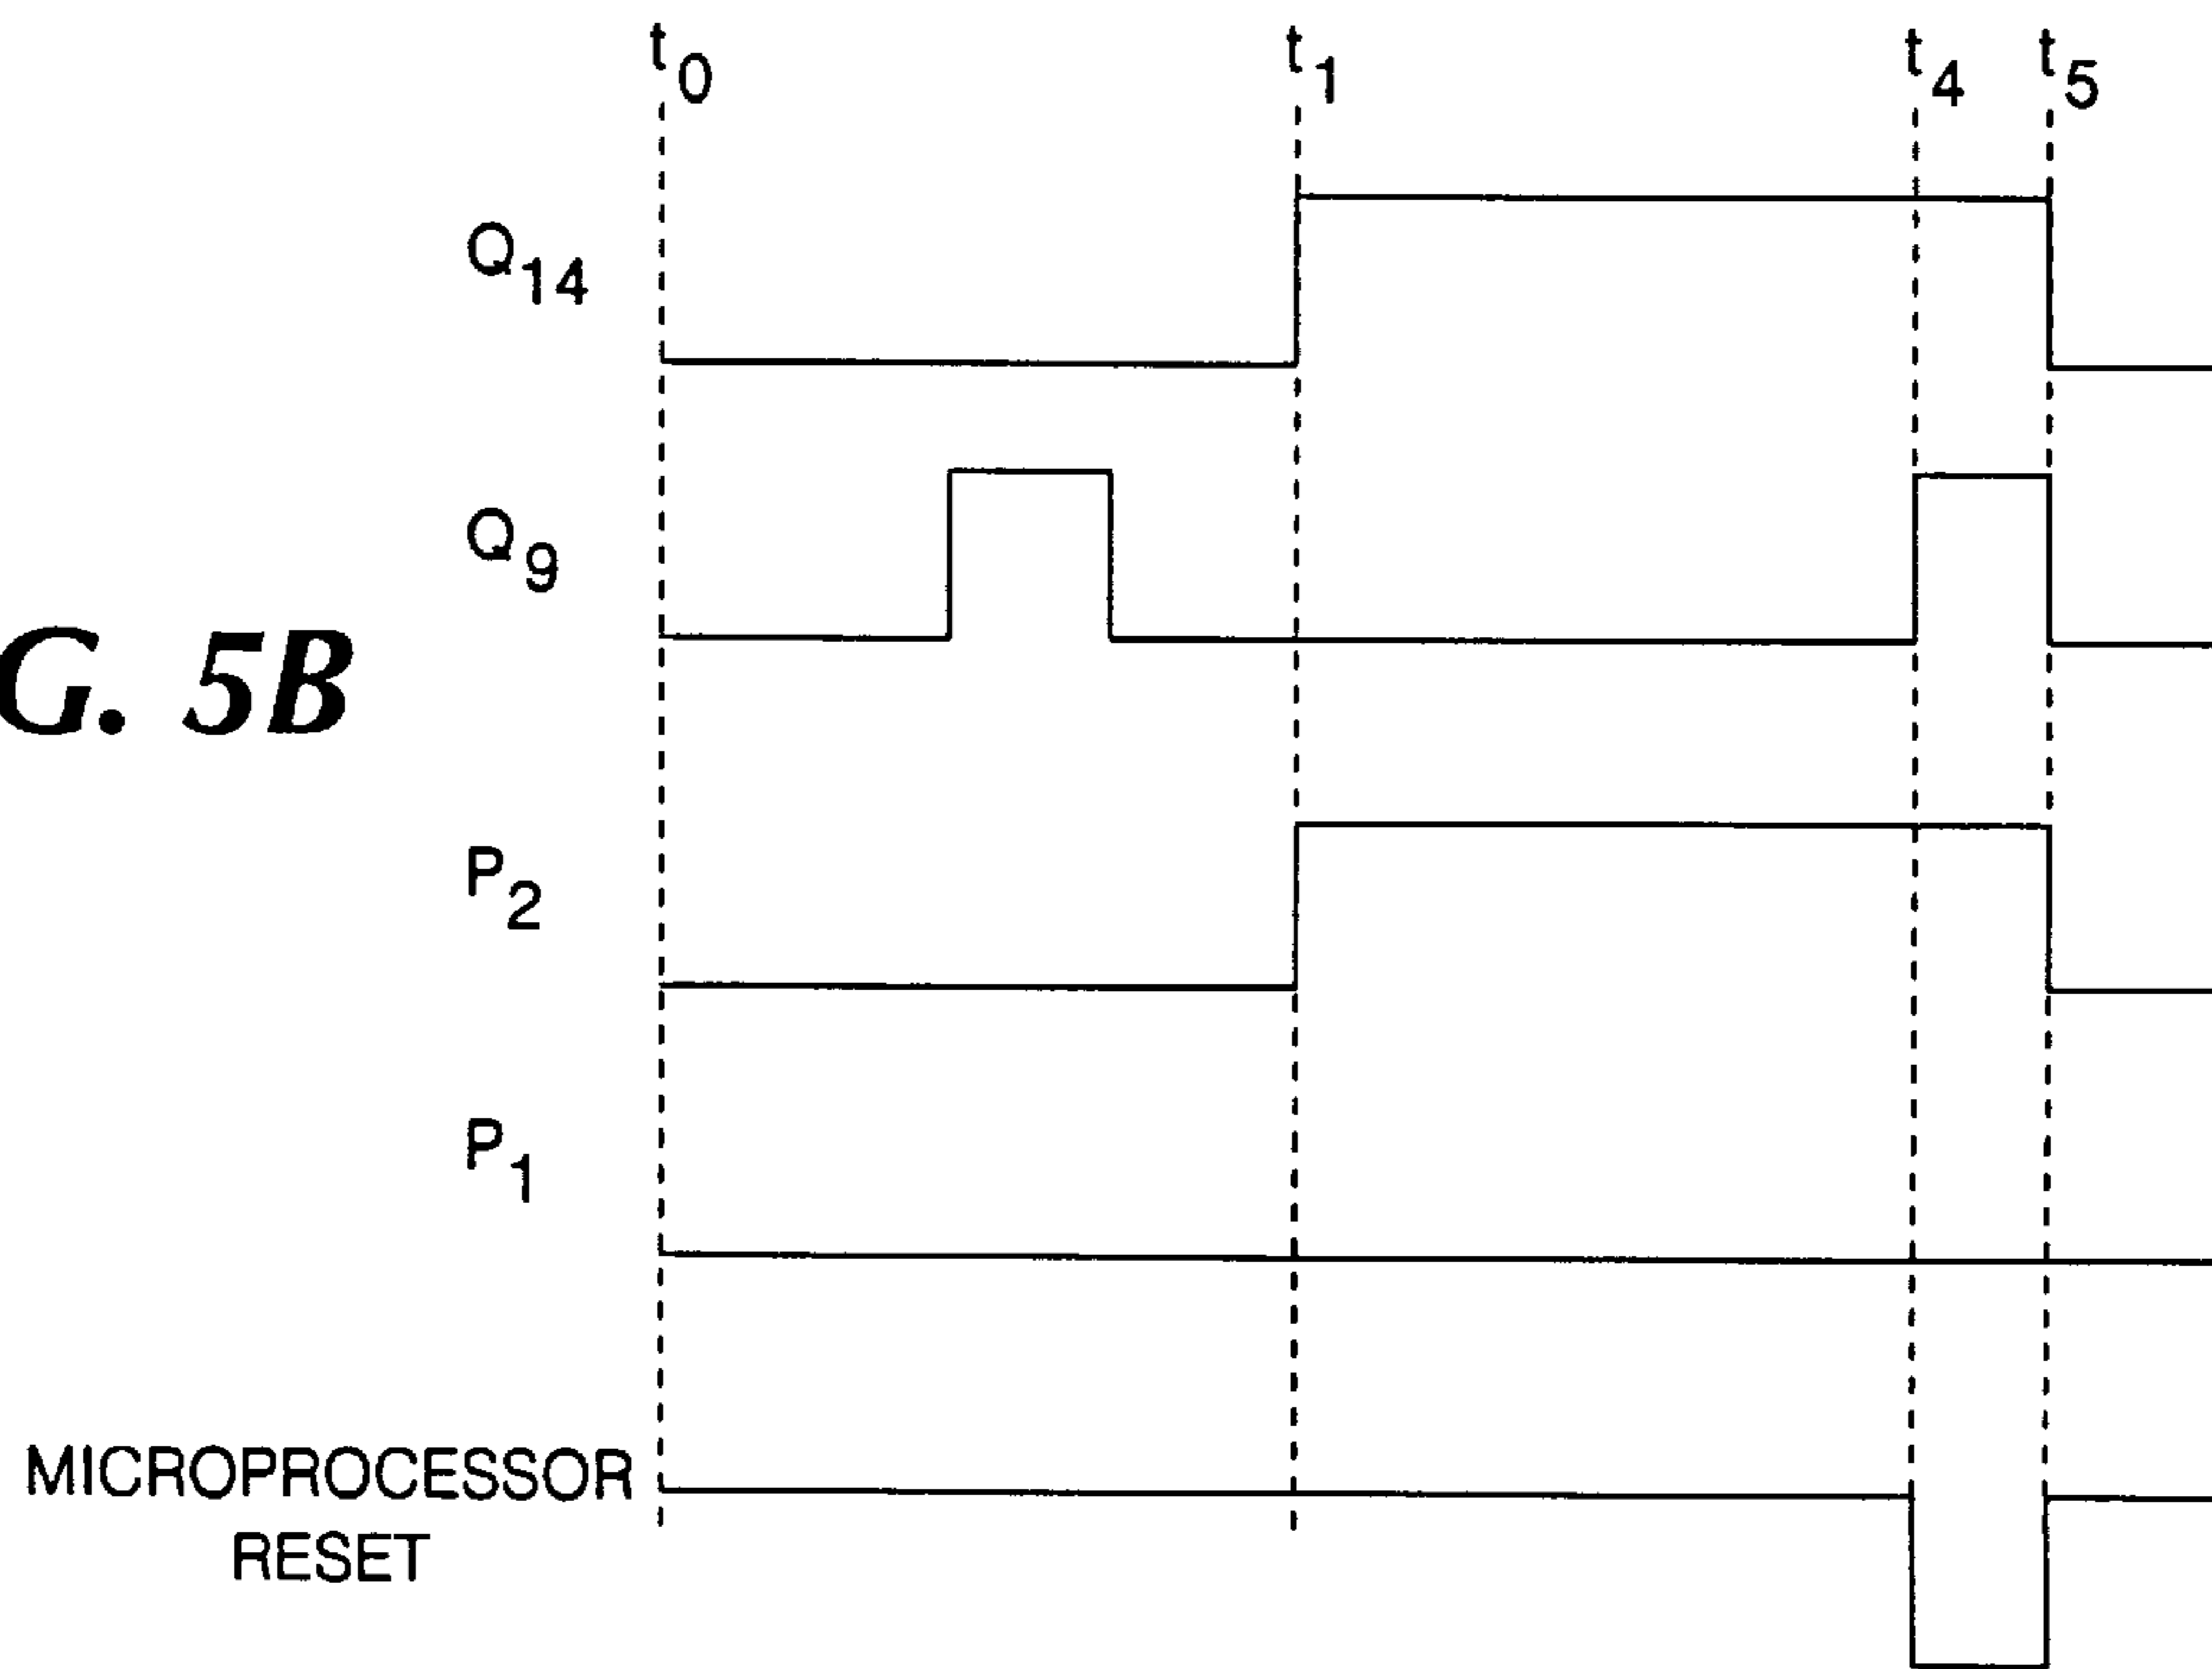 t0 t1 t4 t5
Q14
Q9
G. 5B
P2
P1
MICROPROCESSOR
RESET